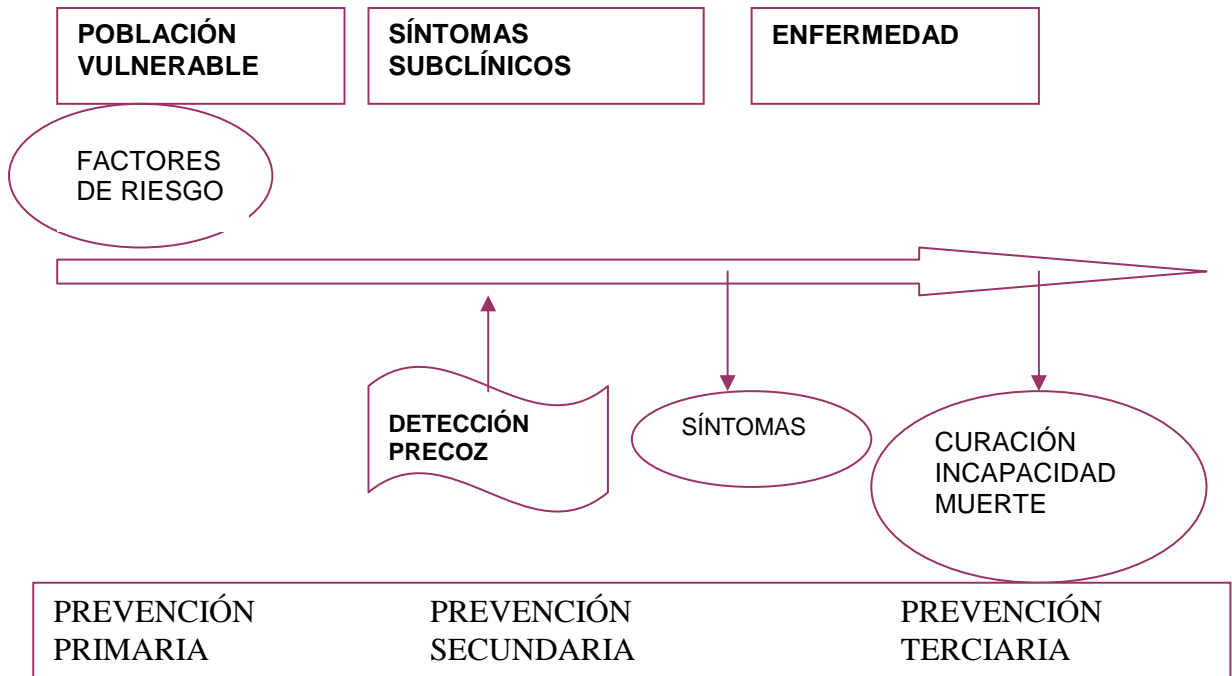 POBLACIÓN
VULNERABLE
SÍNTOMAS
SUBCLÍNICOS
ENFERMEDAD
FACTORES
DE RIESGO
DETECCIÓN
PRECOZ
SÍNTOMAS
CURACIÓN
INCAPACIDAD
MUERTE
PREVENCIÓN
PRIMARIA
PREVENCIÓN
SECUNDARIA
PREVENCIÓN
TERCIARIA